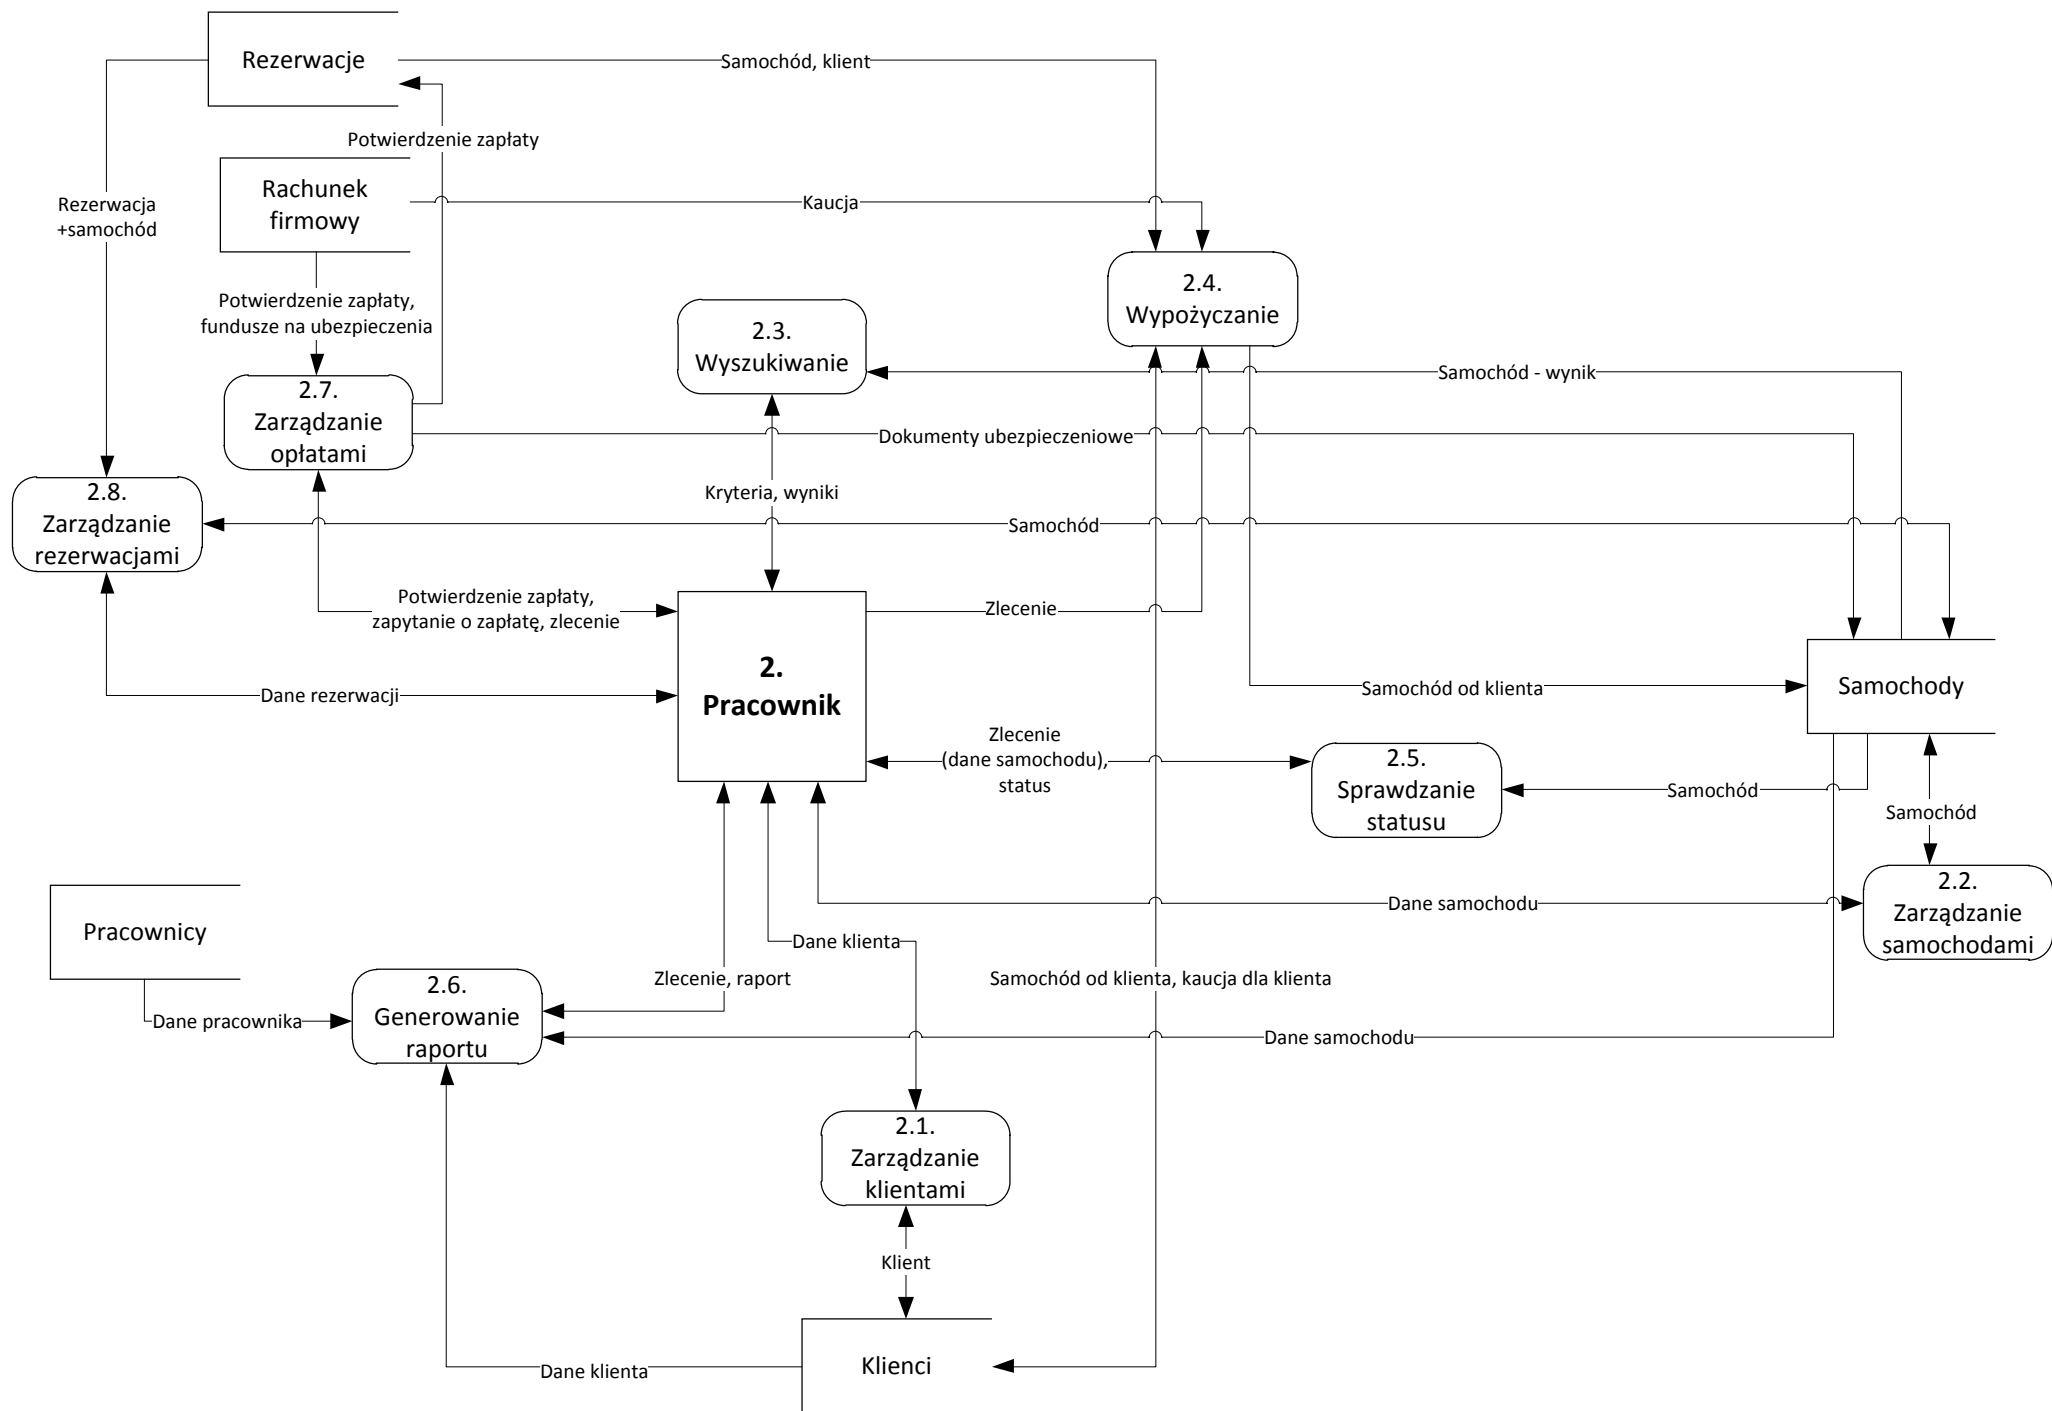 Rezerwacje
Samochód, klient
Potwierdzenie zapłaty
Rachunek
firmowy
Kaucja
Rezerwacja
+samochód
2.4.
Wypożyczanie
Potwierdzenie zapłaty,
fundusze na ubezpieczenia
2.3.
Wyszukiwanie
Samochód - wynik
2.7.
Zarządzanie
opłatami
Dokumenty ubezpieczeniowe
2.8.
Zarządzanie
rezerwacjami
Kryteria, wyniki
Samochód
Potwierdzenie zapłaty,
zapytanie o zapłatę, zlecenie
Zlecenie
2.
Pracownik
Dane rezerwacji
Samochód od klienta
Samochody
Zlecenie
(dane samochodu),
status
2.5.
Sprawdzanie
statusu
Samochód
Samochód
2.2.
Zarządzanie
samochodami
Dane samochodu
Pracownicy
Dane klienta
Zlecenie, raport
Samochód od klienta, kaucja dla klienta
2.6.
Generowanie
raportu
Dane pracownika
Dane samochodu
2.1.
Zarządzanie
klientami
Klient
Dane klienta
Klienci